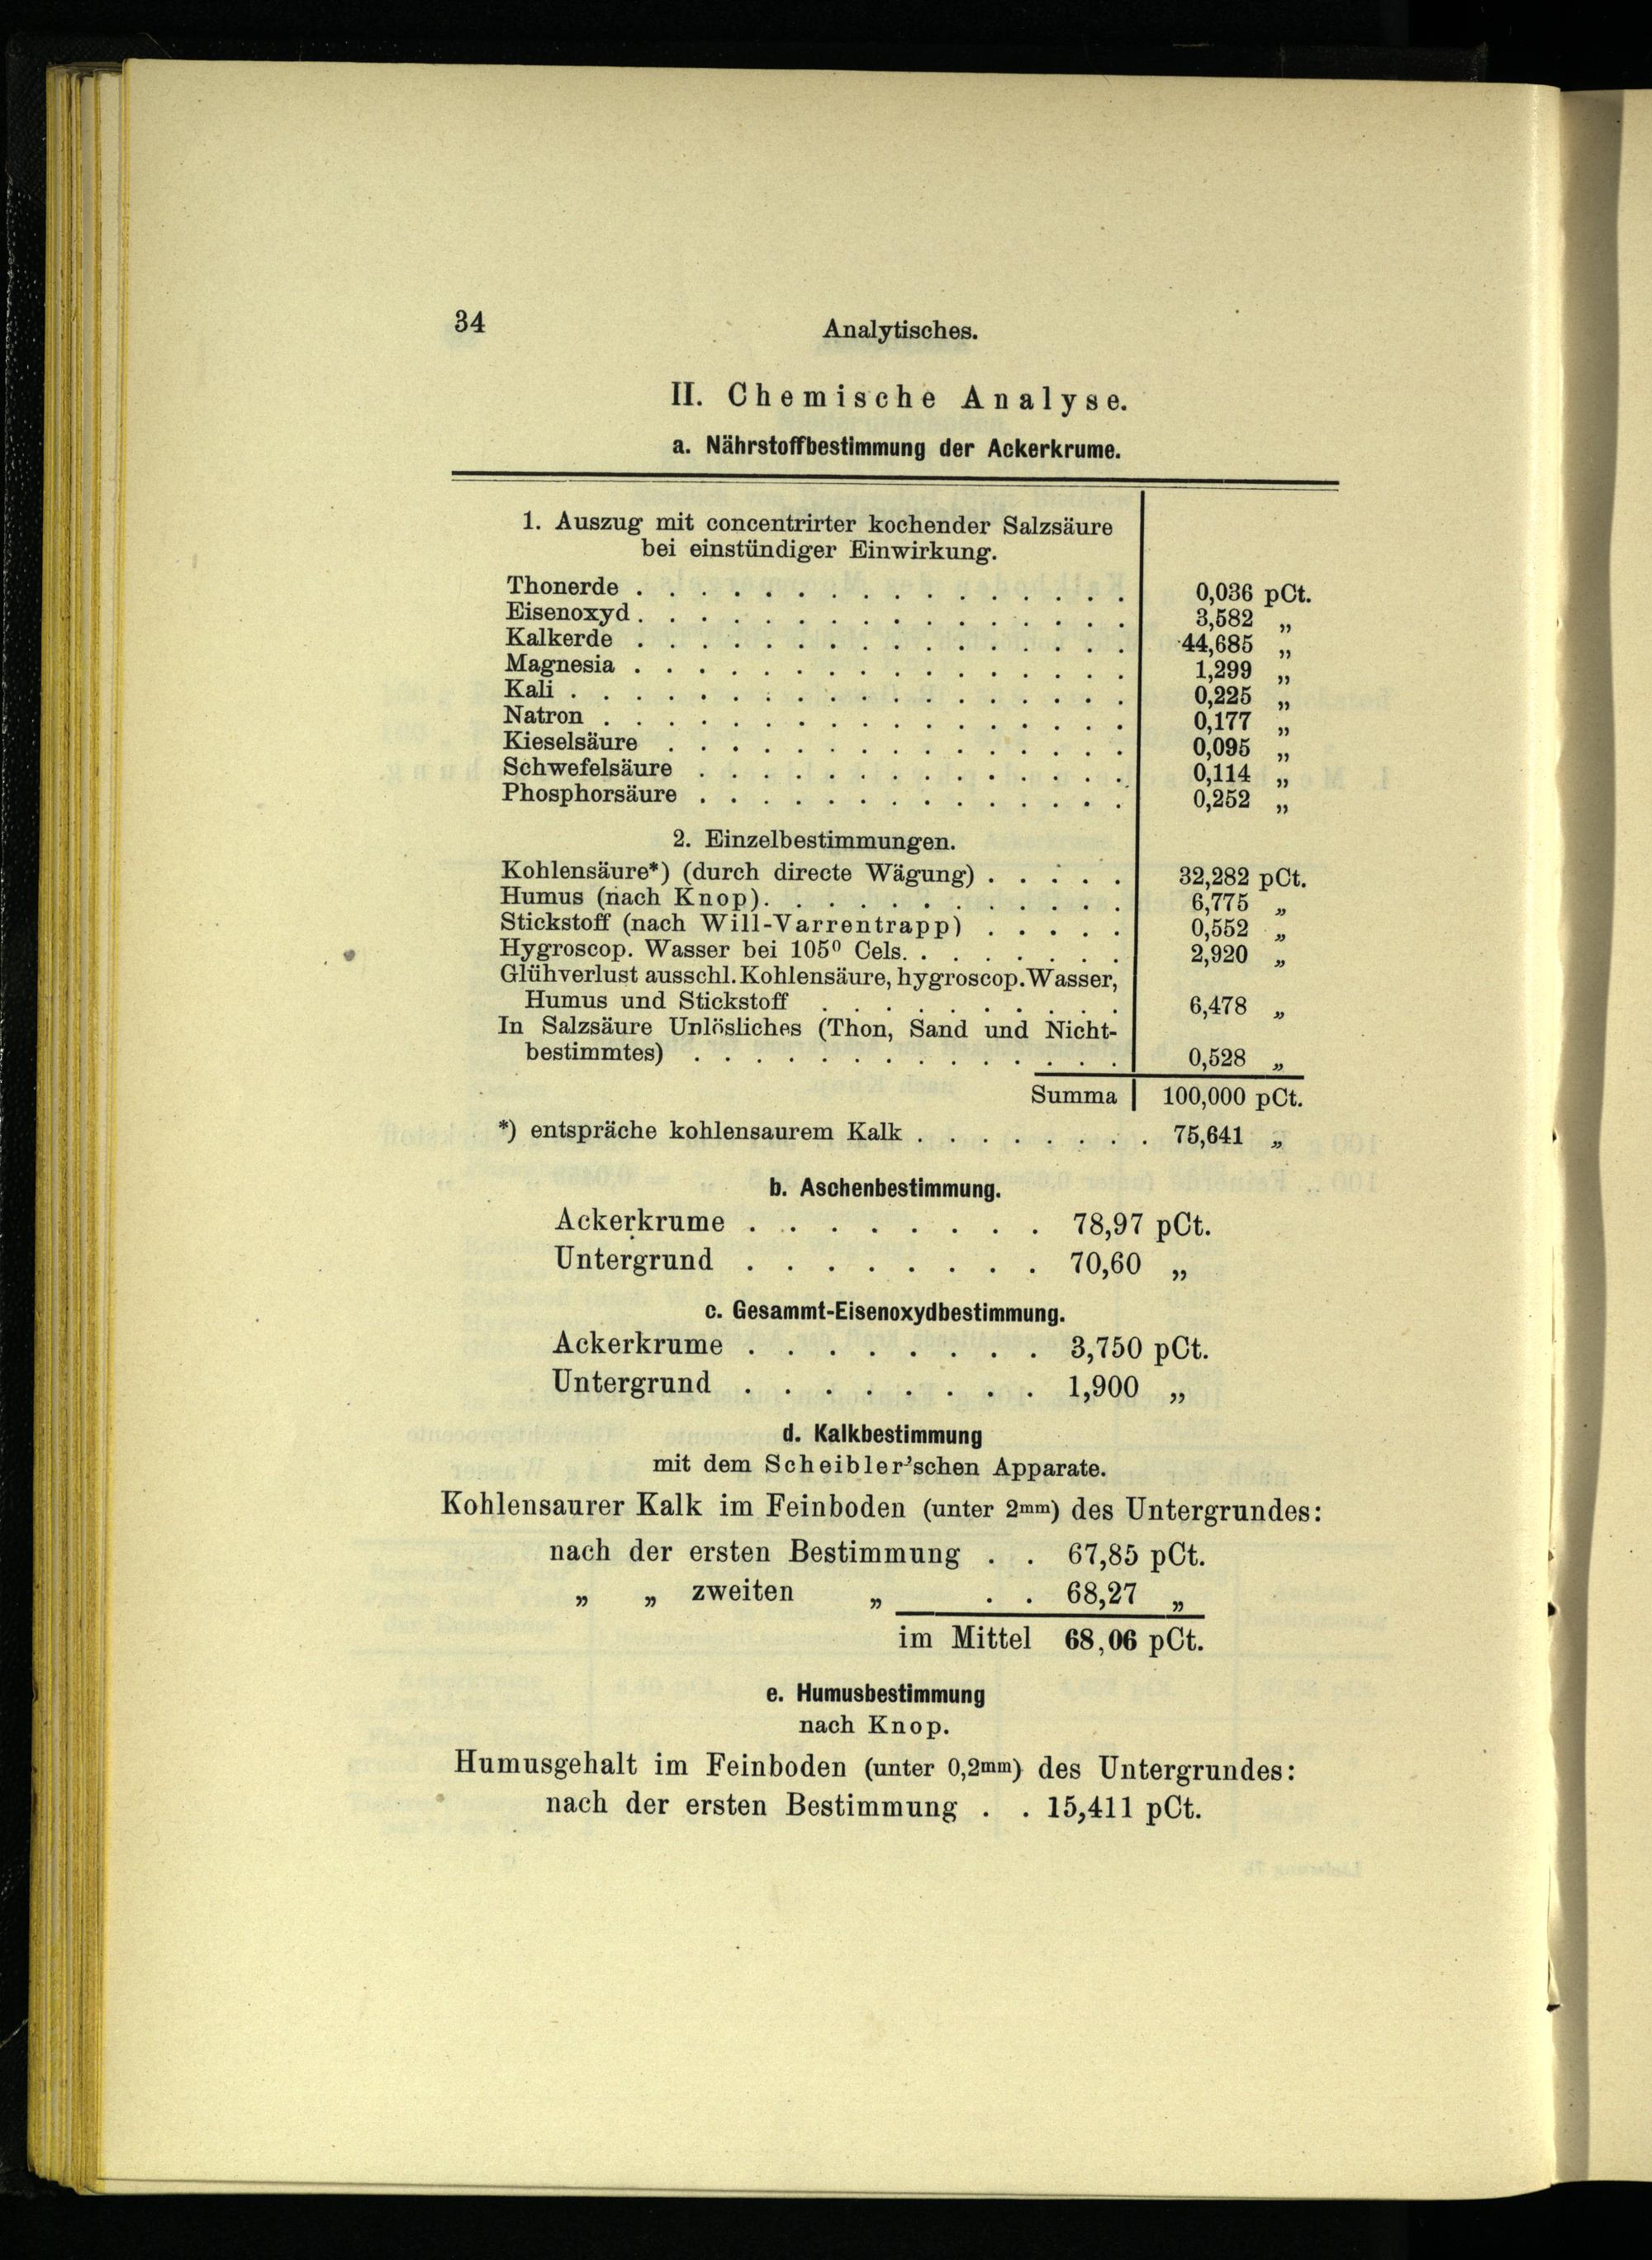 34
Analytisches.
II. Chemische Analyse.
a. Nährstoffbestimmung der Ackerkrume.
1. Auszug mit concentrirter kochender Salzsäure
bei einstündiger Einwirkung.
Thonerde . . . . . . . . . . . . . . . . 0,036 pCt.
Eisenoxyd . . . . . . . . . . . . . . . . 3,582 „
Kalkerde . . . . . . . . . . . . . . . . 44,685 „
Magnesia . . . . . . . . . . . . . . . . 1,299 „
Kali . . . . . . . . . . . . . . . . . . 0,225 „
Natron . . . . . . . . . . . . . . . . . 0,177 „
Kieselsäure . . . . . . . . . . . . . . . 0,095 „
Schwefelsäure . . . . . . . . . . . . . . 0,114 „
Phosphorsäure . . . . . . . . . . . . . . 0,252 „
2. Einzelbestimmungen.
Kohlensäure*) (durch directe Wägung) . . . . . 32,282 pCt.
Humus (nach Knop). . . . . . . . . . . . 6,775 „
Stickstoff (nach Will-Varrentrapp) . . . . . 0,552 „
Hygroscop. Wasser bei 105⁰ Cels. . . . . . . . 2,920 „
Glühverlust ausschl. Kohlensäure, hygroscop. Wasser,
Humus und Stickstoff . . . . . . . . . . 6,478 „
In Salzsäure Unlösliches (Thon, Sand und Nicht-
bestimmtes) . . . . . . . . . . . . . . 0,528 „
Summa 100,000 pCt.
*) entspräche kohlensaurem Kalk . . . . . . . . 75,641 „
b. Aschenbestimmung.
Ackerkrume . . . . . . . . 78,97 pCt.
Untergrund . . . . . . . . 70,60 „
c. Gesammt-Eisenoxydbestimmung.
Ackerkrume . . . . . . . . 3,750 pCt.
Untergrund . . . . . . . . 1,900 „
d. Kalkbestimmung
mit dem Scheibler'schen Apparate.
Kohlensaurer Kalk im Feinboden (unter 2mm) des Untergrundes:
nach der ersten Bestimmung . . 67,85 pCt.
„ „ zweiten „ . . 68,27 „
im Mittel 68,06 pCt.
e. Humusbestimmung
nach Knop.
Humusgehalt im Feinboden (unter 0,2mm) des Untergrundes:
nach der ersten Bestimmung . . 15,411 pCt.